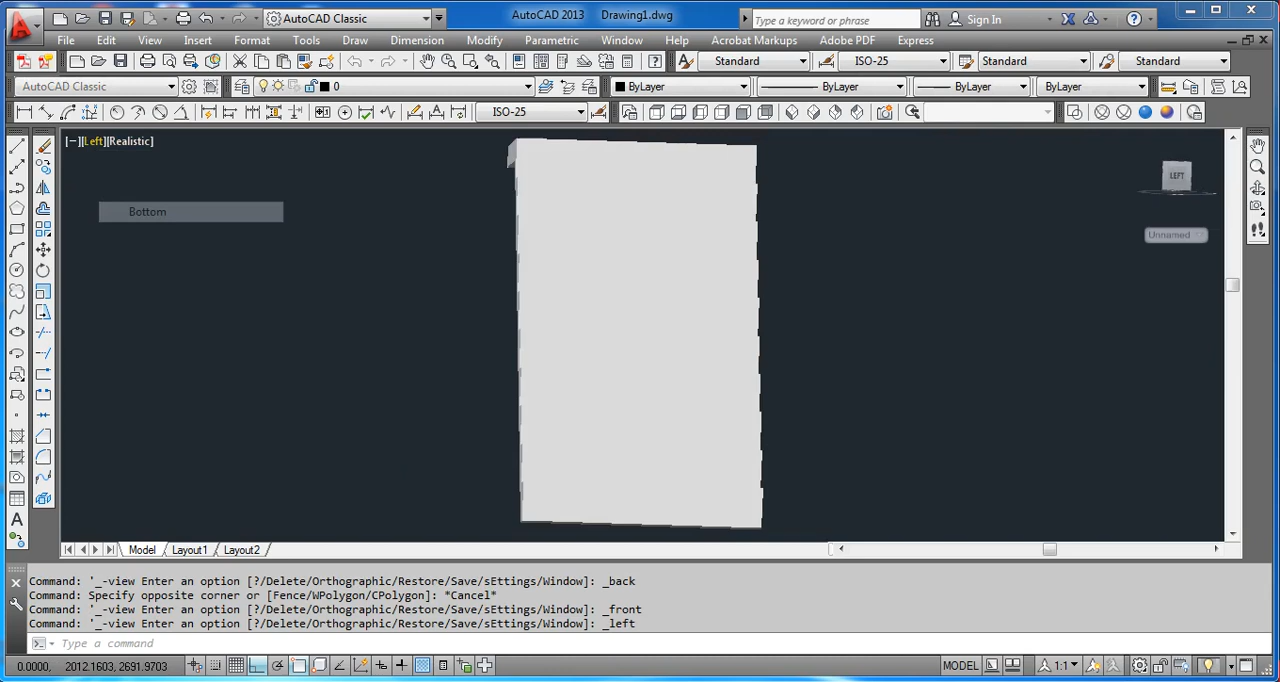 AutoCAD Classic
AutoCAD 2013 Drawing1.dwg
Type a keyword or phrase
Sign In
File Edit View Insert Format Tools Draw Dimension Modify Parametric Window Help Acrobat Markups Adobe PDF Express
Standard ISO-25 Standard Standard
AutoCAD Classic 0 ByLayer ByLayer ByLayer ByLayer
ISO-25
[−][Left][Realistic]
LEFT
Bottom
Unnamed
A
Model Layout1 Layout2
Command: '_-view Enter an option [?/Delete/Orthographic/Restore/Save/sEttings/Window]: _back
Command: Specify opposite corner or [Fence/WPolygon/CPolygon]: *Cancel*
Command: '_-view Enter an option [?/Delete/Orthographic/Restore/Save/sEttings/Window]: _front
Command: '_-view Enter an option [?/Delete/Orthographic/Restore/Save/sEttings/Window]: _left
Type a command
0.0000, 2012.1603, 2691.9703 MODEL 1:1